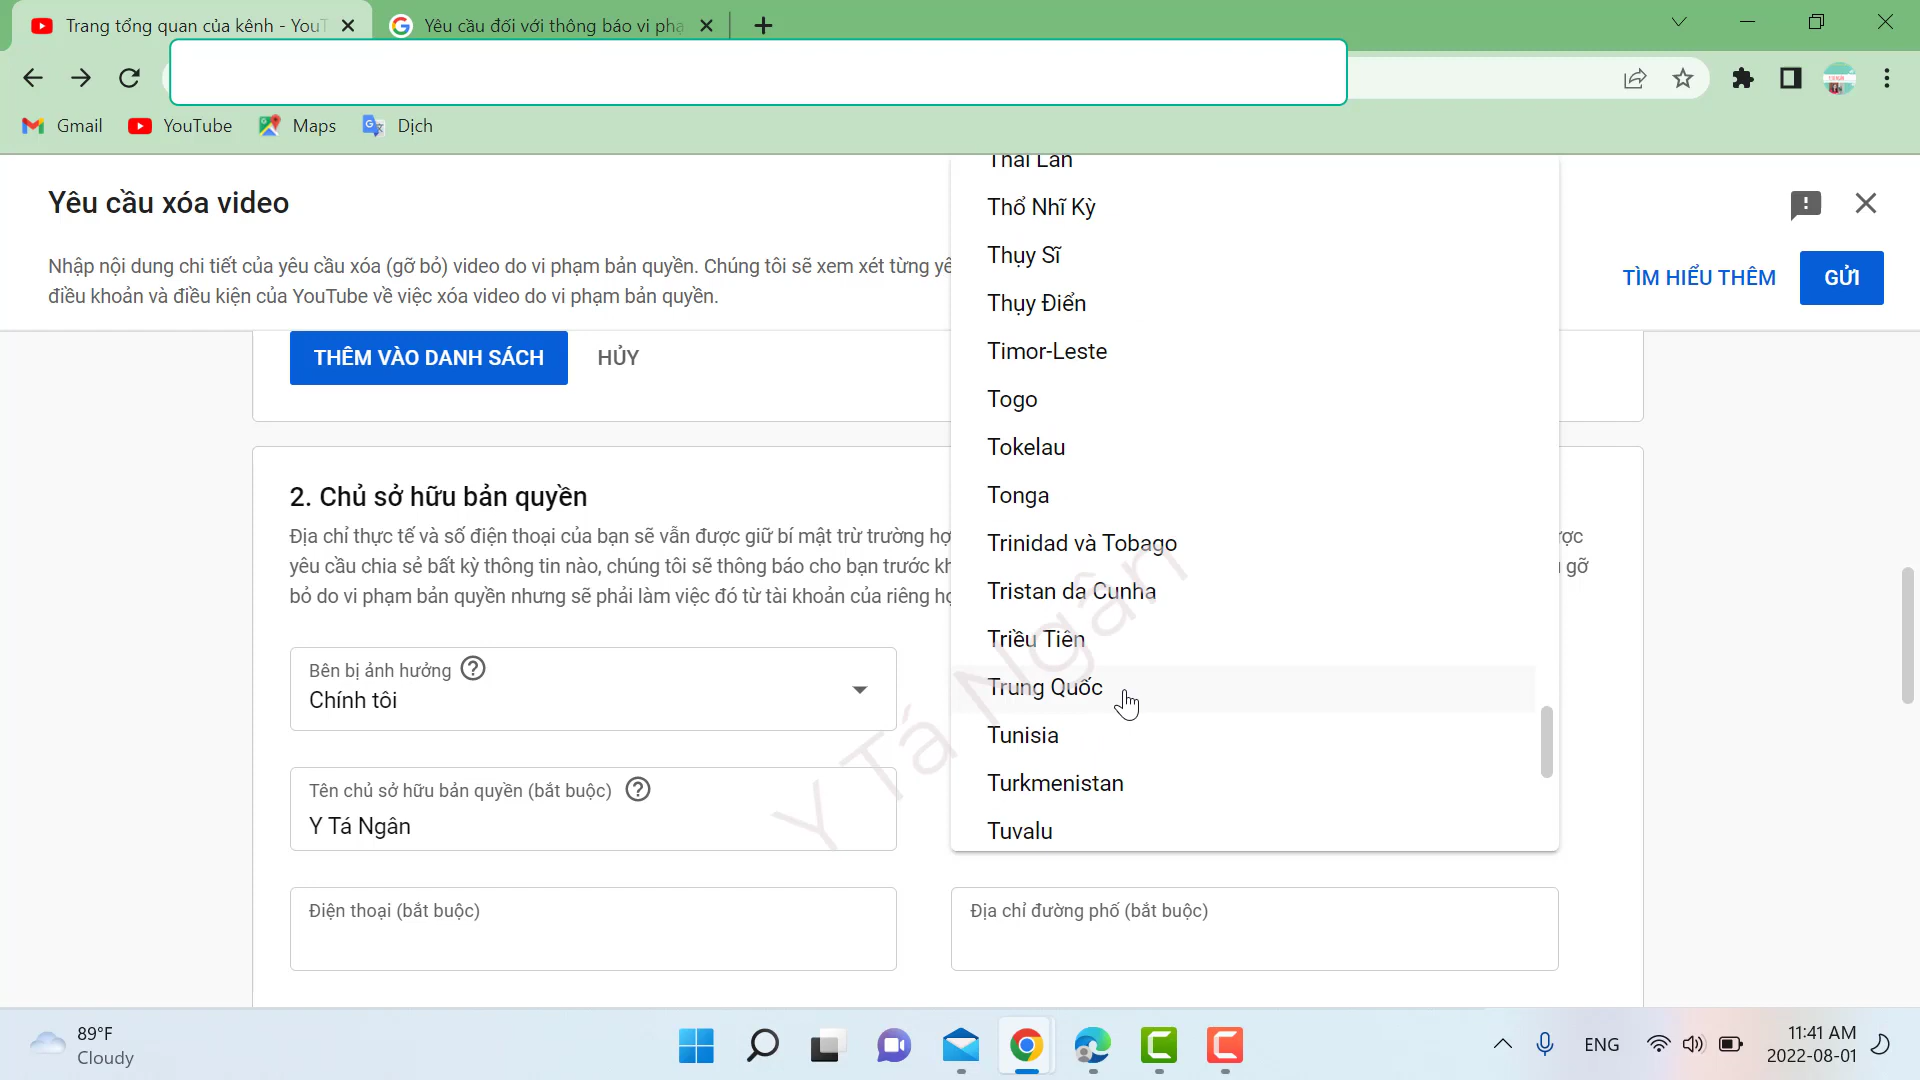 Trang tổng quan của kênh - YouT
Yêu cầu đối với thông báo vi phạ
Gmail
YouTube
Maps
Dịch
Yêu cầu xóa video
Nhập nội dung chi tiết của yêu cầu xóa (gỡ bỏ) video do vi phạm bản quyền. Chúng tôi sẽ xem xét từng yê
điều khoản và điều kiện của YouTube về việc xóa video do vi phạm bản quyền.
TÌM HIỂU THÊM
GỬI
THÊM VÀO DANH SÁCH
HỦY
2. Chủ sở hữu bản quyền
Địa chỉ thực tế và số điện thoại của bạn sẽ vẫn được giữ bí mật trừ trường hợ
ợc
yêu cầu chia sẻ bất kỳ thông tin nào, chúng tôi sẽ thông báo cho bạn trước kh
gỡ
bỏ do vi phạm bản quyền nhưng sẽ phải làm việc đó từ tài khoản của riêng họ
Bên bị ảnh hưởng
Chính tôi
Tên chủ sở hữu bản quyền (bắt buộc)
Y Tá Ngân
Điện thoại (bắt buộc)
Địa chỉ đường phố (bắt buộc)
Thái Lan
Thổ Nhĩ Kỳ
Thụy Sĩ
Thụy Điển
Timor-Leste
Togo
Tokelau
Tonga
Trinidad và Tobago
Tristan da Cunha
Triều Tiên
Trung Quốc
Tunisia
Turkmenistan
Tuvalu
Y Tá Ngân
89°F
Cloudy
ENG
11:41 AM
2022-08-01